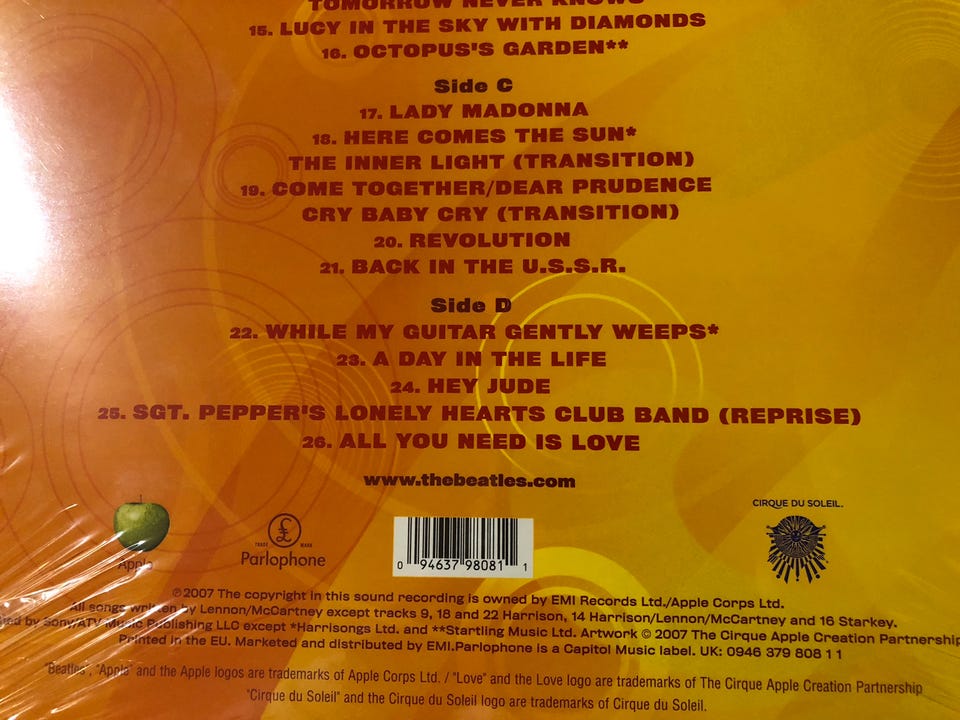 TOMORROW NEVER KNOWS
15. LUCY IN THE SKY WITH DIAMONDS
16. OCTOPUS'S GARDEN**
Side C
17. LADY MADONNA
18. HERE COMES THE SUN*
THE INNER LIGHT (TRANSITION)
19. COME TOGETHER/DEAR PRUDENCE
CRY BABY CRY (TRANSITION)
20. REVOLUTION
21. BACK IN THE U.S.S.R.
Side D
22. WHILE MY GUITAR GENTLY WEEPS*
23. A DAY IN THE LIFE
24. HEY JUDE
25. SGT. PEPPER'S LONELY HEARTS CLUB BAND (REPRISE)
26. ALL YOU NEED IS LOVE
www.thebeatles.com
Apple
TRADE £ MARK
Parlophone
0 94637 98081 1
CIRQUE DU SOLEIL.
℗2007 The copyright in this sound recording is owned by EMI Records Ltd./Apple Corps Ltd.
All songs written by Lennon/McCartney except tracks 9, 18 and 22 Harrison, 14 Harrison/Lennon/McCartney and 16 Starkey.
by Sony/ATV Music Publishing LLC except *Harrisongs Ltd. and **Startling Music Ltd. Artwork © 2007 The Cirque Apple Creation Partnership
Printed in the EU. Marketed and distributed by EMI.Parlophone is a Capitol Music label. UK: 0946 379 808 1 1
"Beatles", "Apple" and the Apple logos are trademarks of Apple Corps Ltd. / "Love" and the Love logo are trademarks of The Cirque Apple Creation Partnership
"Cirque du Soleil" and the Cirque du Soleil logo are trademarks of Cirque du Soleil.